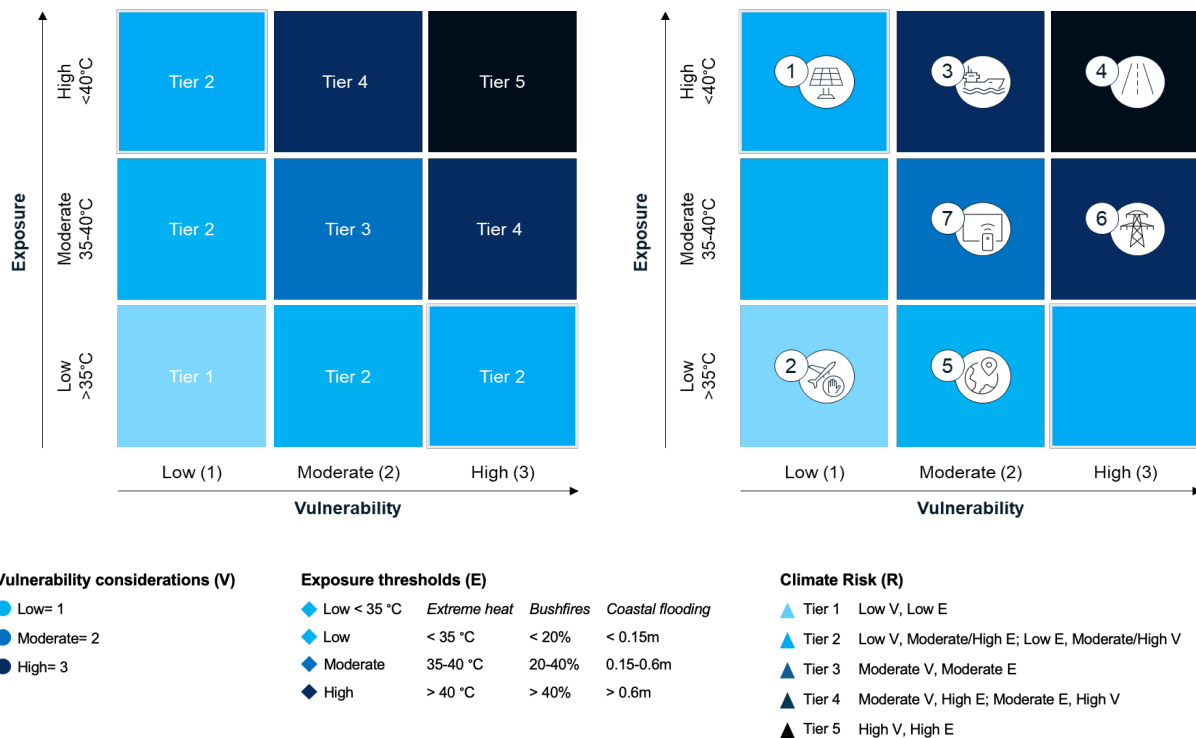 Exposure
High
<40°C
Moderate
35-40°C
Low
>35°C
Tier 2
Tier 4
Tier 5
Tier 2
Tier 3
Tier 4
Tier 1
Tier 2
Tier 2
Low (1)
Moderate (2)
High (3)
Vulnerability
Exposure
High
<40°C
Moderate
35-40°C
Low
>35°C
1
3
4
7
6
2
5
Low (1)
Moderate (2)
High (3)
Vulnerability
Vulnerability considerations (V)
Low= 1
Moderate= 2
High= 3
Exposure thresholds (E)
Low < 35 °C Extreme heat Bushfires Coastal flooding
Low < 35 °C < 20% < 0.15m
Moderate 35-40 °C 20-40% 0.15-0.6m
High > 40 °C > 40% > 0.6m
Climate Risk (R)
Tier 1 Low V, Low E
Tier 2 Low V, Moderate/High E; Low E, Moderate/High V
Tier 3 Moderate V, Moderate E
Tier 4 Moderate V, High E; Moderate E, High V
Tier 5 High V, High E